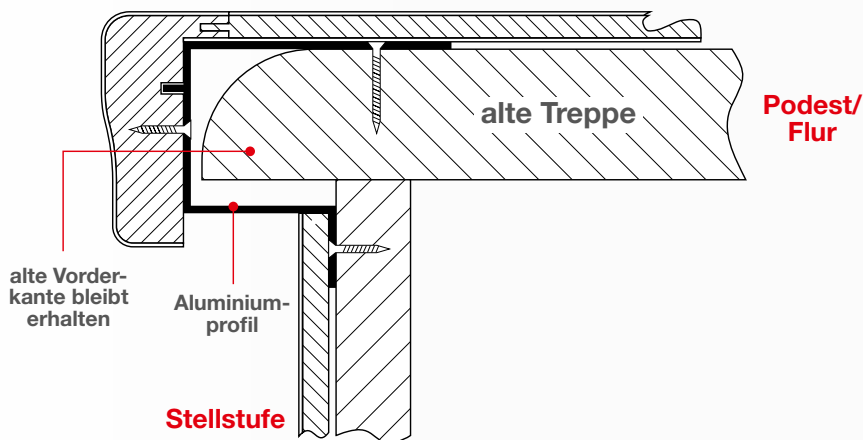 alte Treppe
Podest/
Flur
alte Vorder-
kante bleibt
erhalten
Aluminium-
profil
Stellstufe